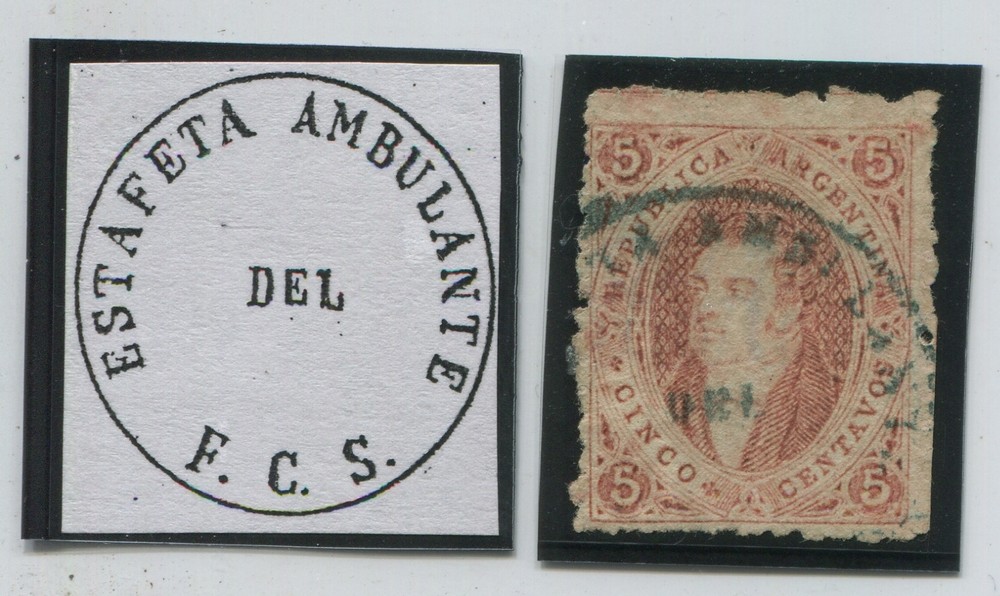 ESTAFETA AMBULANTE
DEL
F. C. S.
5 5
REPUBLICA ARGENTINA
CINCO CENTAVOS
5 5